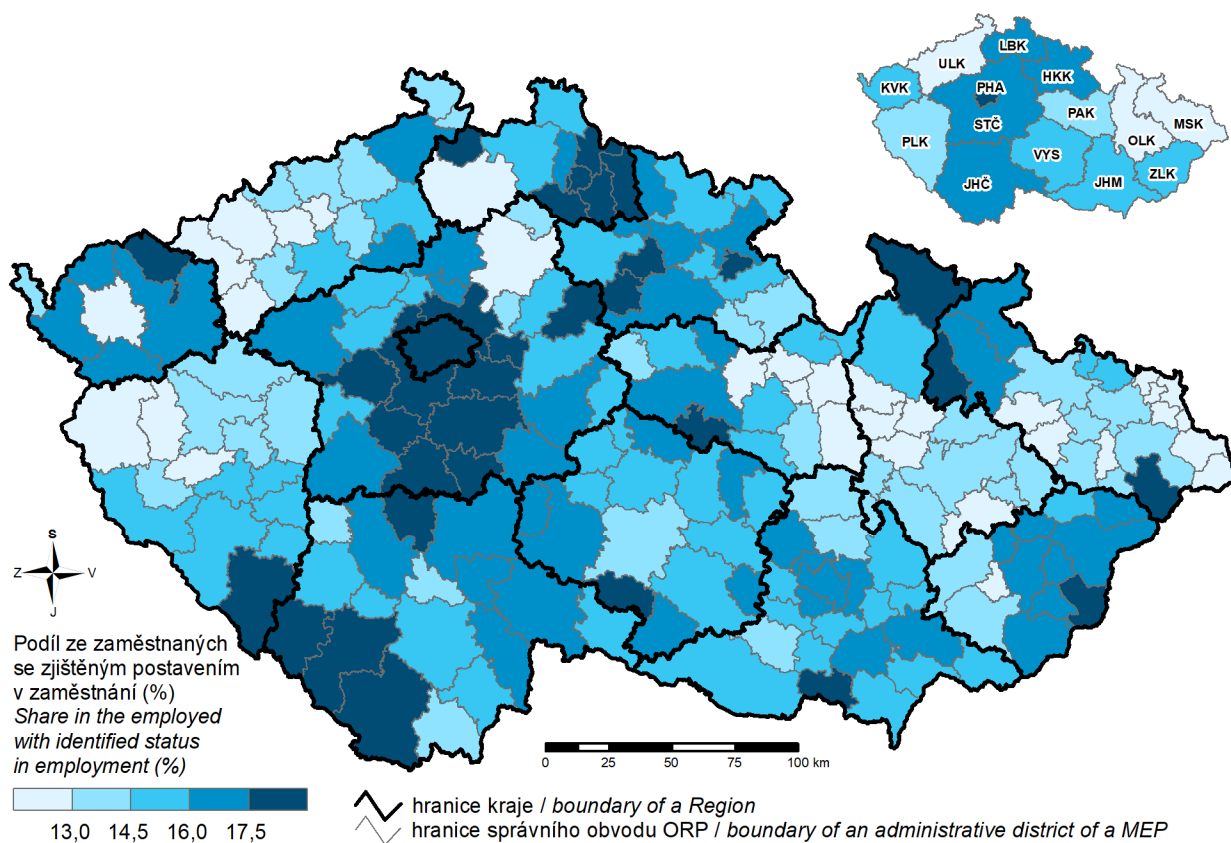 ULK
LBK
KVK
HKK
PHA
PAK
STČ
MSK
PLK
OLK
VYS
ZLK
JHČ
JHM
S
Z V
J
Podíl ze zaměstnaných
se zjištěným postavením
v zaměstnání (%)
Share in the employed
with identified status
in employment (%)
13,0 14,5 16,0 17,5
0 25 50 75 100 km
hranice kraje / boundary of a Region
hranice správního obvodu ORP / boundary of an administrative district of a MEP